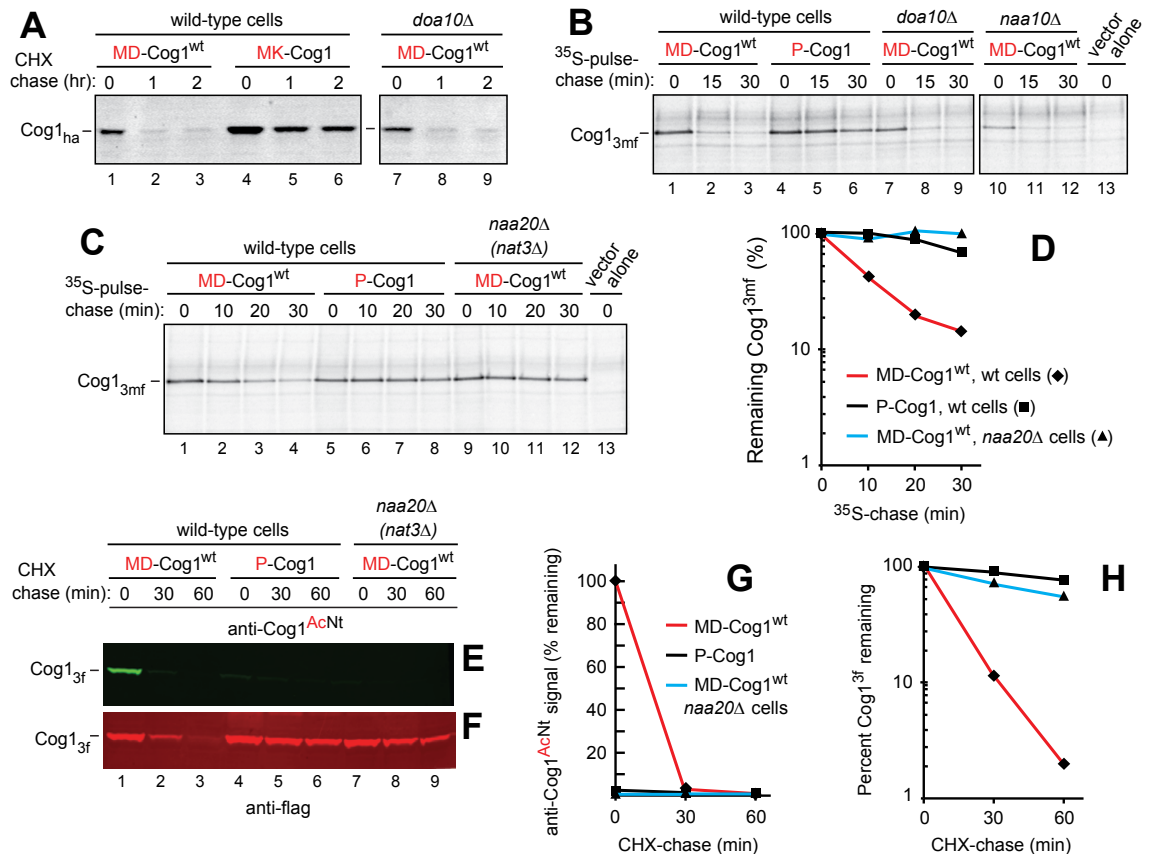 A
wild-type cells
doa10Δ
MD-Cog1wt
MK-Cog1
MD-Cog1wt
CHX
chase (hr):
0 1 2 0 1 2 0 1 2
Cog1ha
1 2 3 4 5 6 7 8 9
B
wild-type cells
doa10Δ
naa10Δ
vector alone
MD-Cog1wt
P-Cog1
MD-Cog1wt
MD-Cog1wt
35S-pulse-
chase (min):
0 15 30 0 15 30 0 15 30 0 15 30 0
Cog13mf
1 2 3 4 5 6 7 8 9 10 11 12 13
C
wild-type cells
naa20Δ
(nat3Δ)
vector alone
MD-Cog1wt
P-Cog1
MD-Cog1wt
35S-pulse-
chase (min):
0 10 20 30 0 10 20 30 0 10 20 30 0
Cog13mf
1 2 3 4 5 6 7 8 9 10 11 12 13
D
Remaining Cog13mf (%)
100
10
1
MD-Cog1wt, wt cells (◆)
P-Cog1, wt cells (■)
MD-Cog1wt, naa20Δ cells (▲)
0 10 20 30
35S-chase (min)
wild-type cells
naa20Δ
(nat3Δ)
MD-Cog1wt
P-Cog1
MD-Cog1wt
CHX
chase (min):
0 30 60 0 30 60 0 30 60
anti-Cog1AcNt
Cog13f
E
Cog13f
F
1 2 3 4 5 6 7 8 9
anti-flag
G
anti-Cog1AcNt signal (% remaining)
100
80
60
40
20
MD-Cog1wt
P-Cog1
MD-Cog1wt
naa20Δ cells
0 30 60
CHX-chase (min)
H
Percent Cog13f remaining
100
10
1
0 30 60
CHX-chase (min)